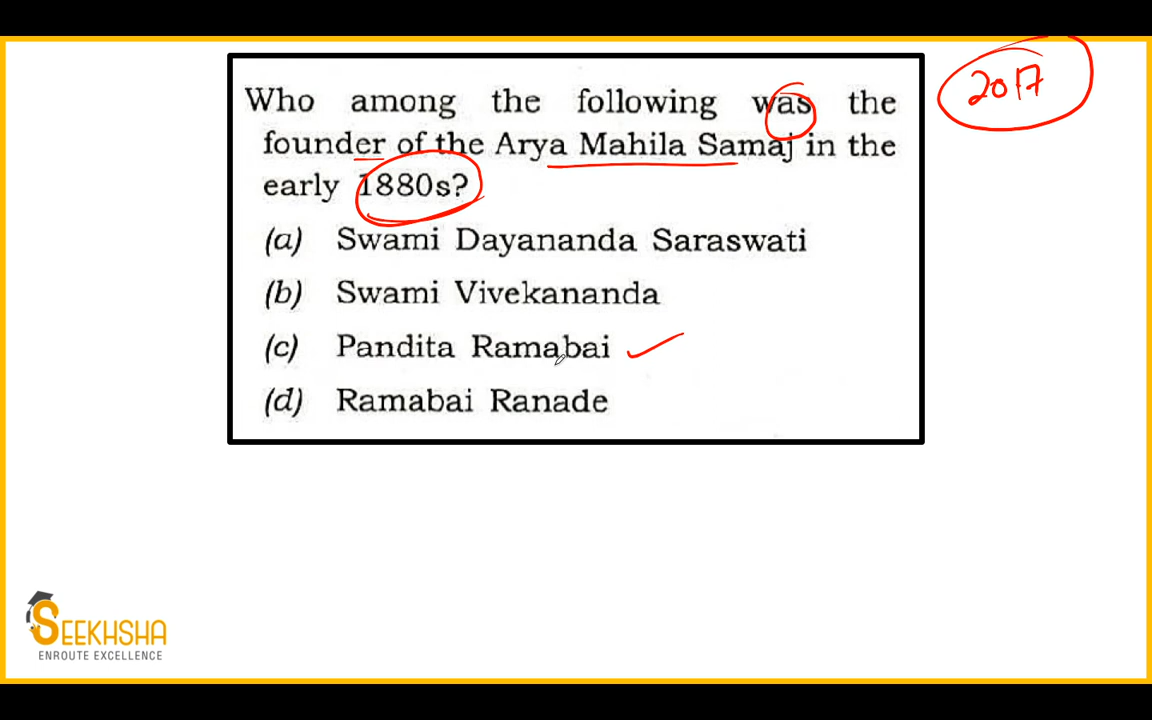 2017
Who among the following was the
founder of the Arya Mahila Samaj in the
early 1880s?
(a) Swami Dayananda Saraswati
(b) Swami Vivekananda
(c) Pandita Ramabai
(d) Ramabai Ranade
SEEKHSHA
ENROUTE EXCELLENCE